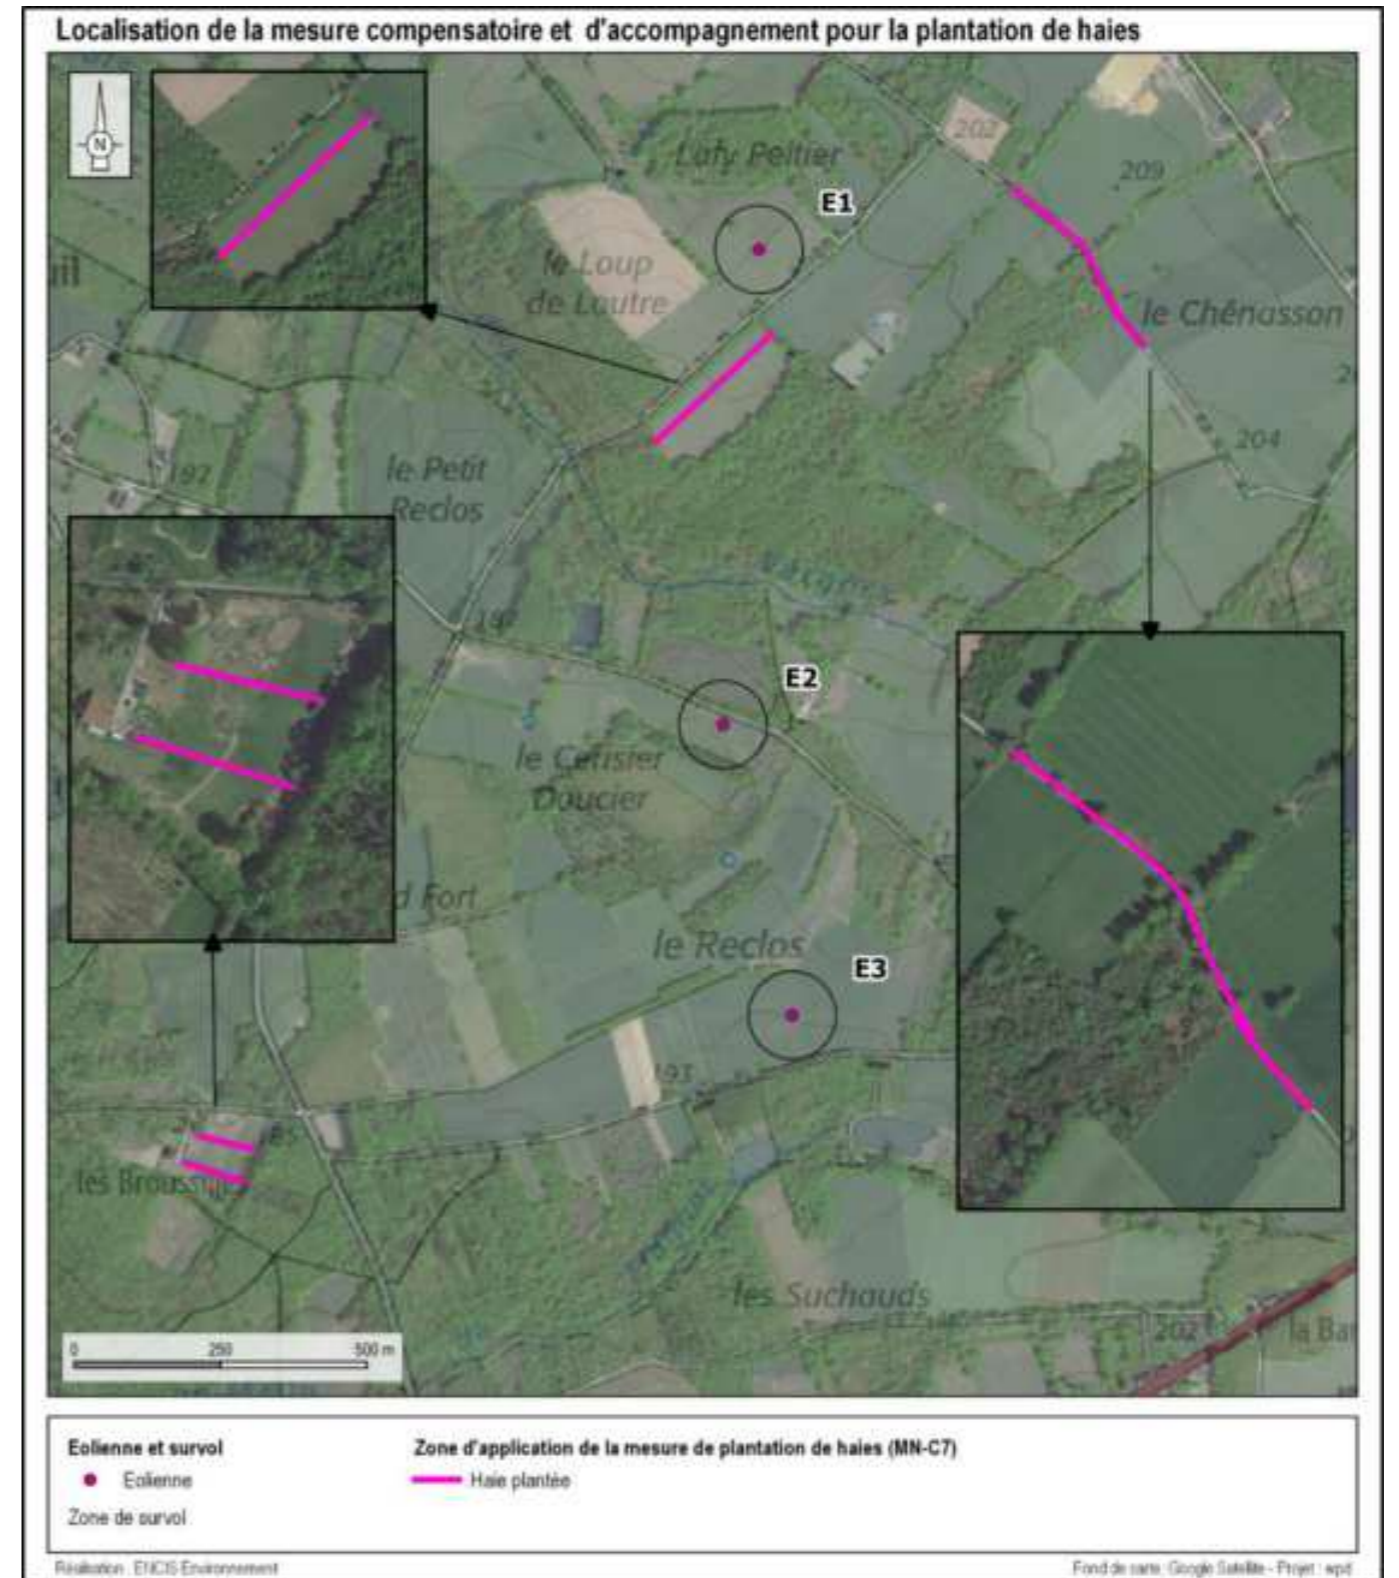 Localisation de la mesure compensatoire et d'accompagnement pour la plantation de haies
N
202
Lafy Peltier
209
E1
le Loup
de Loutre
le Chênasson
204
192
le Petit
Reclos
E2
le Cerisier
Doucier
d Fort
le Reclos
E3
193
les Suchauds
202
la Ba
0 250 500 m
Eolienne et survol
Eolienne
Zone de survol
Zone d'application de la mesure de plantation de haies (MN-C7)
Haie plantée
Réalisation : ENCIS Environnement
Fond de carte : Google Satellite - Projet : wpd